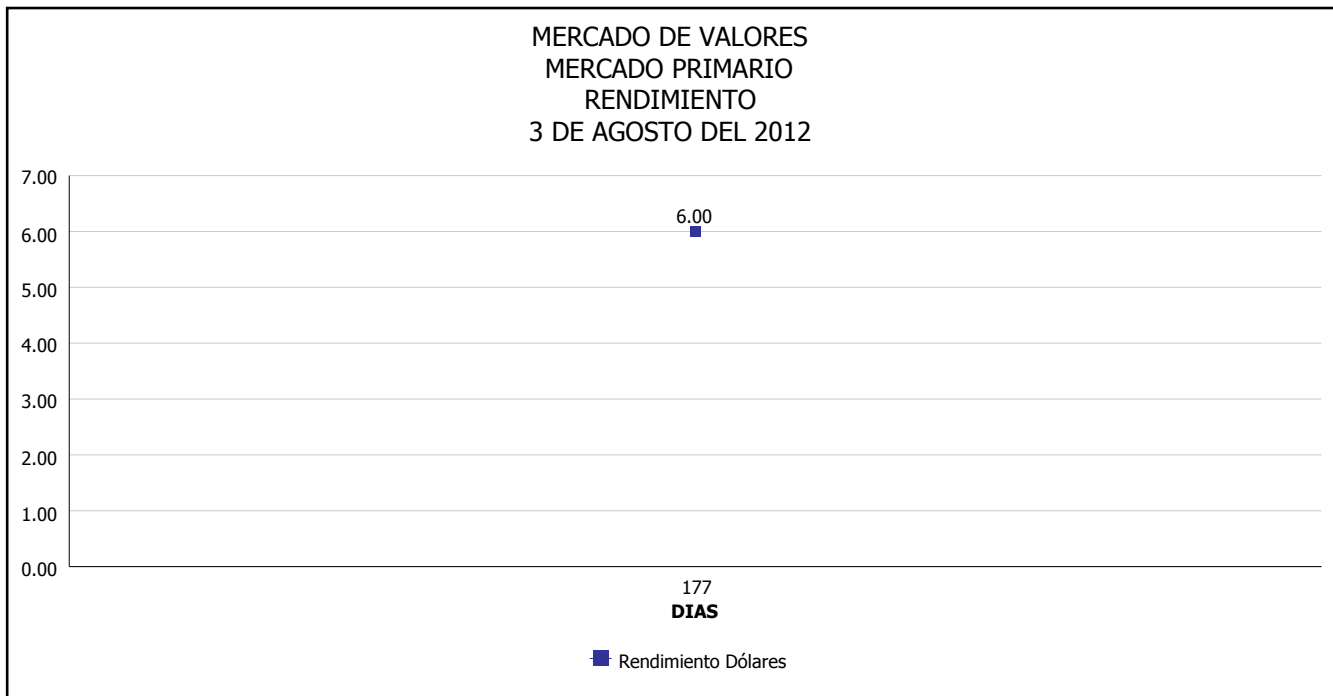 MERCADO DE VALORES
MERCADO PRIMARIO
RENDIMIENTO
3 DE AGOSTO DEL 2012
7.00
6.00
6.00
5.00
4.00
3.00
2.00
1.00
0.00
177
DIAS
Rendimiento Dólares